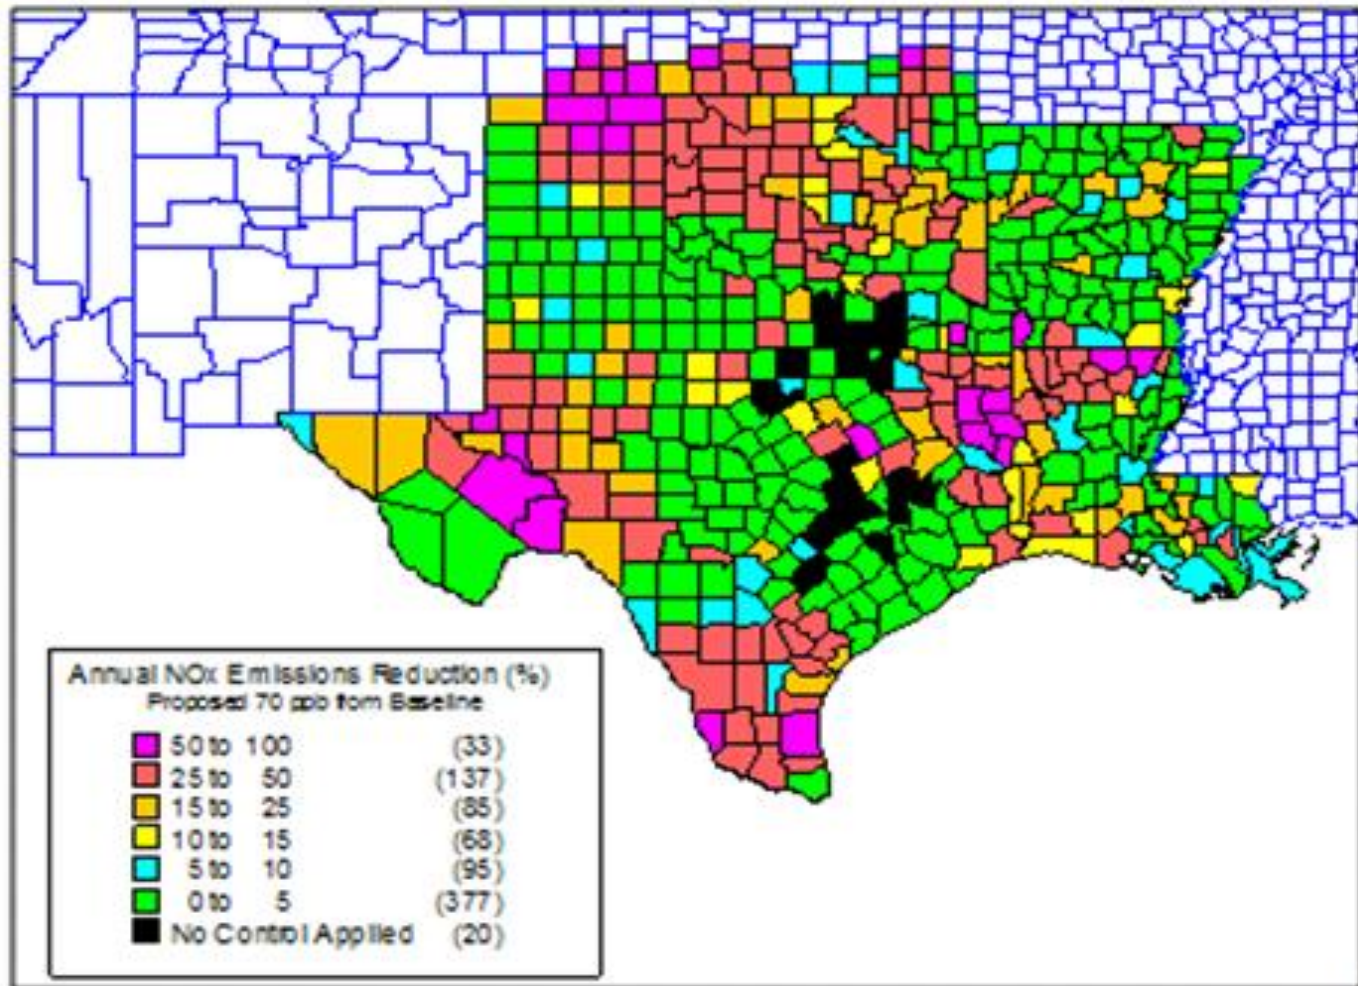 Annual NOx Emissions Reduction (%)
Proposed 70 ppb from Baseline
50 to 100 (33)
25 to 50 (137)
15 to 25 (85)
10 to 15 (68)
5 to 10 (95)
0 to 5 (377)
No Control Applied (20)